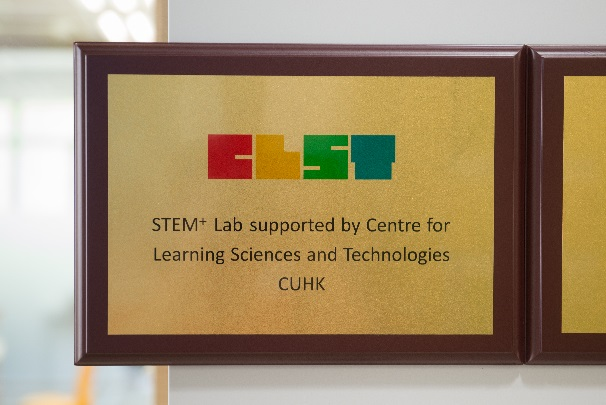 CLST
STEM⁺ Lab supported by Centre for
Learning Sciences and Technologies
CUHK